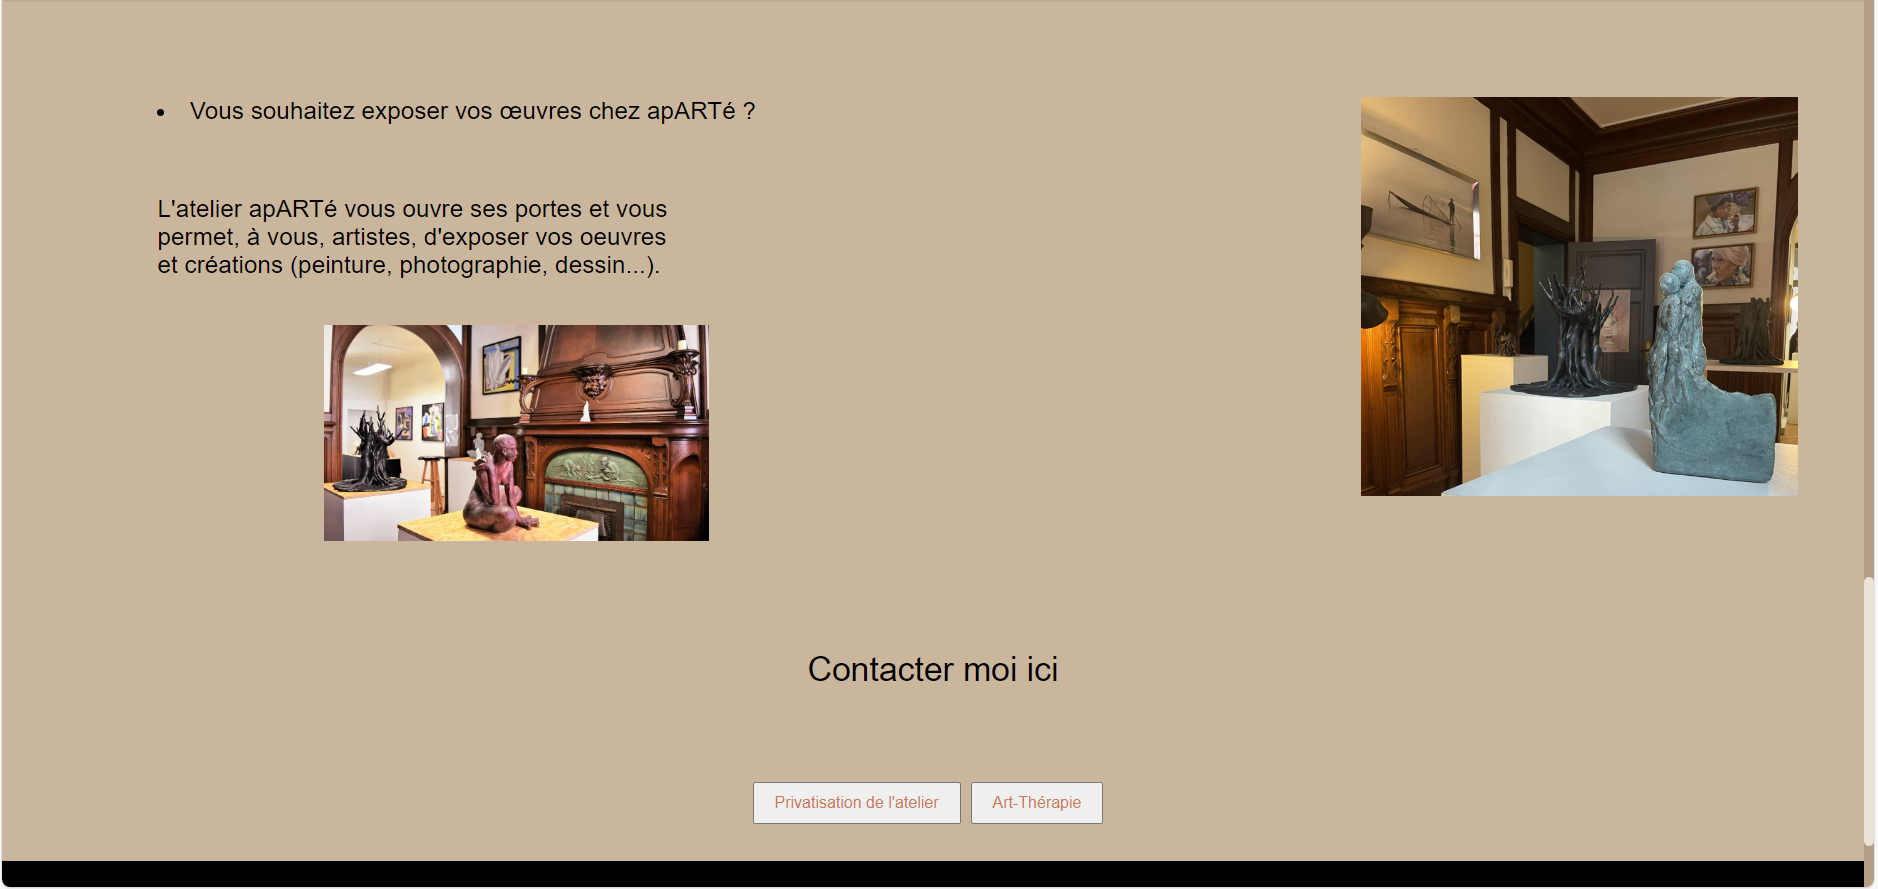 Vous souhaitez exposer vos œuvres chez apARTé ?
L'atelier apARTé vous ouvre ses portes et vous
permet, à vous, artistes, d'exposer vos oeuvres
et créations (peinture, photographie, dessin...).
Contacter moi ici
Privatisation de l'atelier
Art-Thérapie